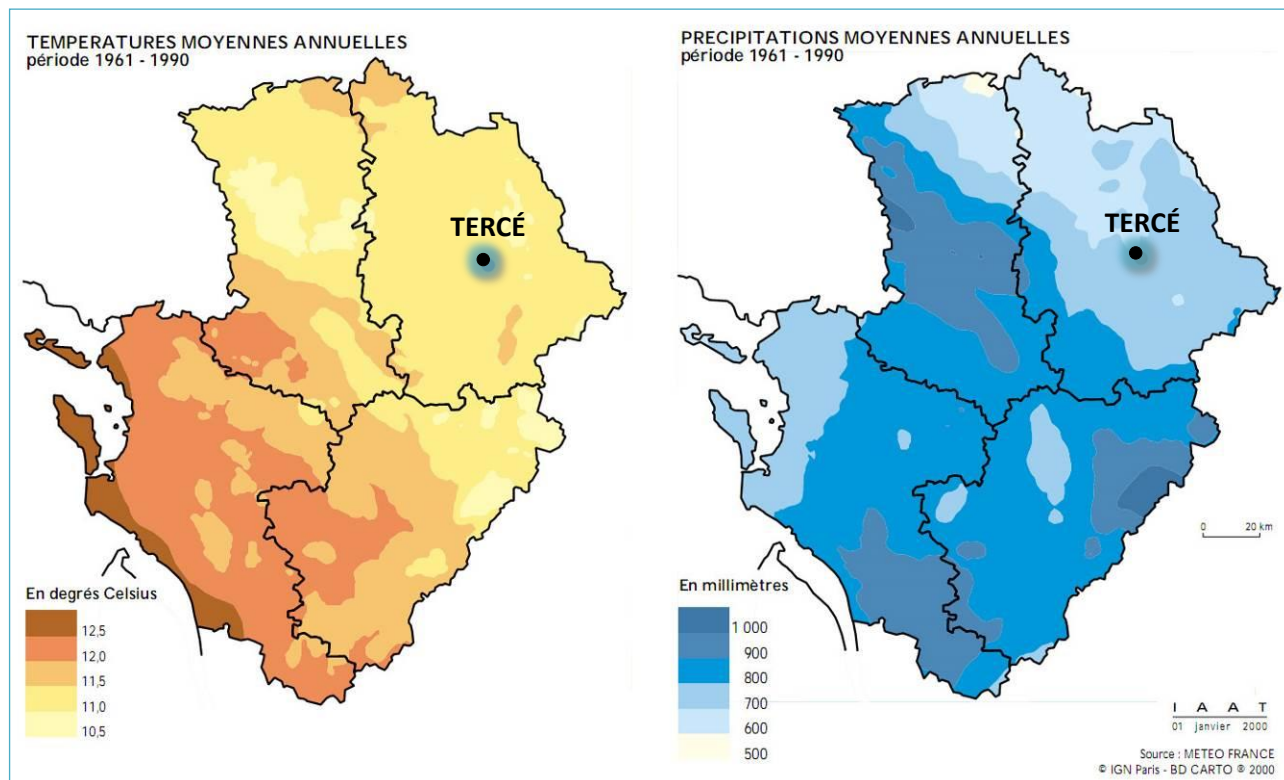 TEMPERATURES MOYENNES ANNUELLES
période 1961 - 1990
TERCÉ
En degrés Celsius
12,5
12,0
11,5
11,0
10,5
PRECIPITATIONS MOYENNES ANNUELLES
période 1961 - 1990
TERCÉ
0 20 km
En millimètres
1 000
900
800
700
600
500
I A A T
01 janvier 2000
Source : METEO FRANCE
© IGN Paris - BD CARTO ® 2000